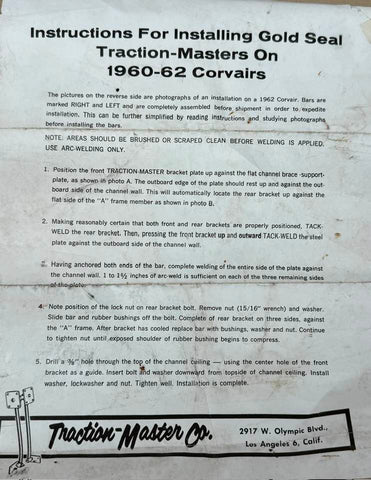 Instructions For Installing Gold Seal
Traction-Masters On
1960-62 Corvairs
The pictures on the reverse side are photographs of an installation on a 1962 Corvair. Bars are
marked RIGHT and LEFT and are completely assembled before shipment in order to expedite
installation. This can be further simplified by reading instructions and studying photographs
before installing the bars.
NOTE: AREAS SHOULD BE BRUSHED OR SCRAPED CLEAN BEFORE WELDING IS APPLIED.
USE ARC-WELDING ONLY.
1. Position the front TRACTION-MASTER bracket plate up against the flat channel brace-support-
plate, as shown in photo A. The outboard edge of the plate should rest up and against the out-
board side of the channel wall. This will automatically locate the rear bracket up against the
flat side of the "A" frame member as shown in photo B.
2. Making reasonably certain that both front and rear brackets are properly positioned, TACK-
WELD the rear bracket. Then, pressing the front bracket up and outward TACK-WELD the steel
plate against the outboard side of the channel wall.
3. Having anchored both ends of the bar, complete welding of the entire side of the plate against
the channel wall. 1 to 1½ inches of arc-weld is sufficient on each of the three remaining sides
of the plate.
4. Note position of the lock nut on rear bracket bolt. Remove nut (15/16" wrench) and washer.
Slide bar and rubber bushings off the bolt. Complete of rear bracket on three sides, against
the "A" frame. After bracket has cooled replace bar with bushings, washer and nut. Continue
to tighten nut until exposed shoulder of rubber bushing begins to compress.
5. Drill a ⅜" hole through the top of the channel ceiling — using the center hole of the front
bracket as a guide. Insert bolt and washer downward from topside of channel ceiling. Install
washer, lockwasher and nut. Tighten well. Installation is complete.
Traction-Master Co.
2917 W. Olympic Blvd.,
Los Angeles 6, Calif.